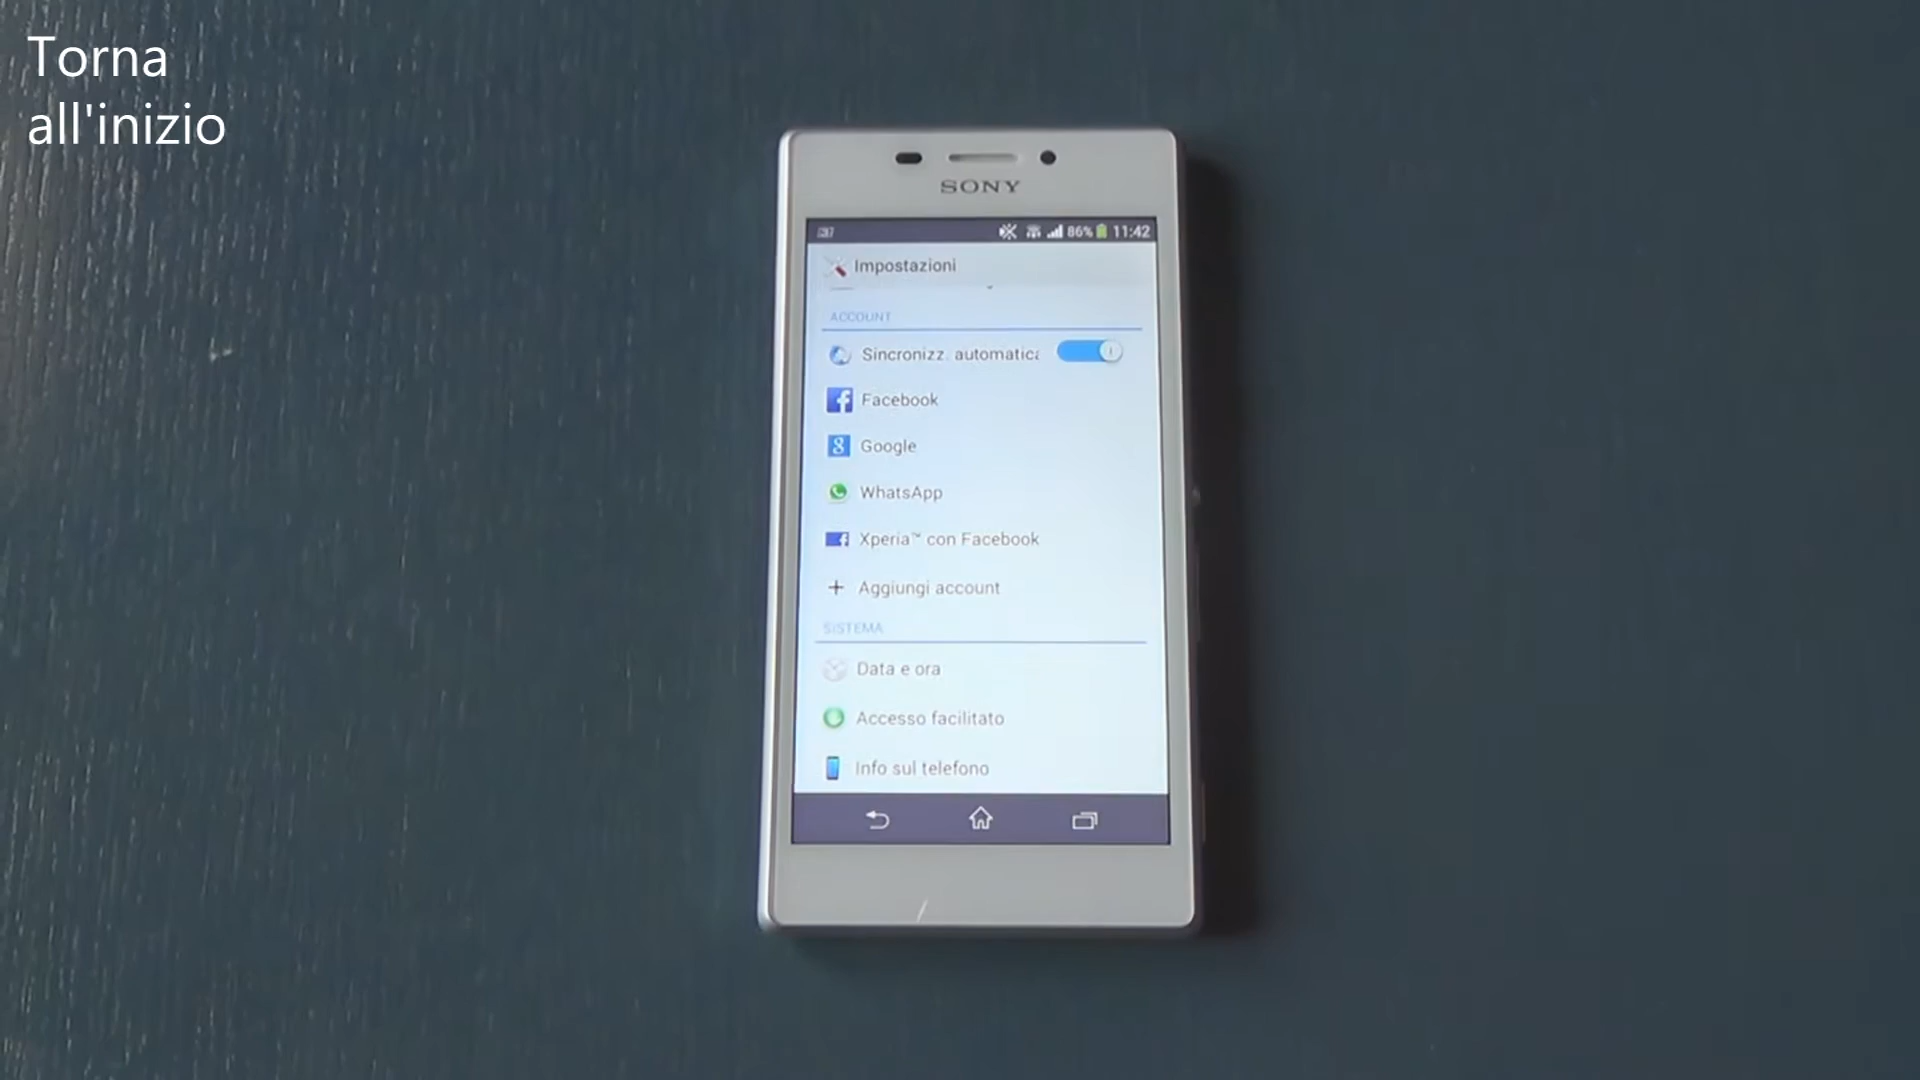 Torna
all'inizio
SONY
86% 11:42
Impostazioni
ACCOUNT
Sincronizz. automatica
Facebook
Google
WhatsApp
Xperia™ con Facebook
Aggiungi account
SISTEMA
Data e ora
Accesso facilitato
Info sul telefono